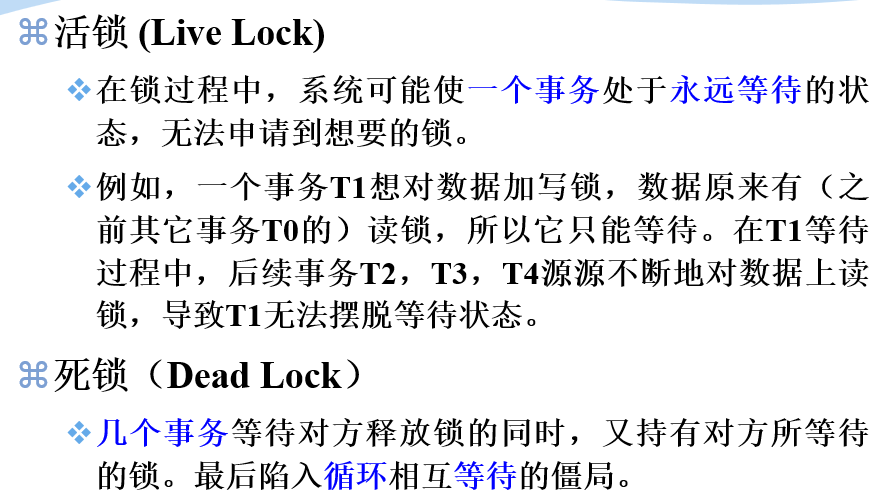 ⌘活锁 (Live Lock)
❖在锁过程中，系统可能使一个事务处于永远等待的状
态，无法申请到想要的锁。
❖例如，一个事务T1想对数据加写锁，数据原来有（之
前其它事务T0的）读锁，所以它只能等待。在T1等待
过程中，后续事务T2，T3，T4源源不断地对数据上读
锁，导致T1无法摆脱等待状态。
⌘死锁（Dead Lock）
❖几个事务等待对方释放锁的同时，又持有对方所等待
的锁。最后陷入循环相互等待的僵局。